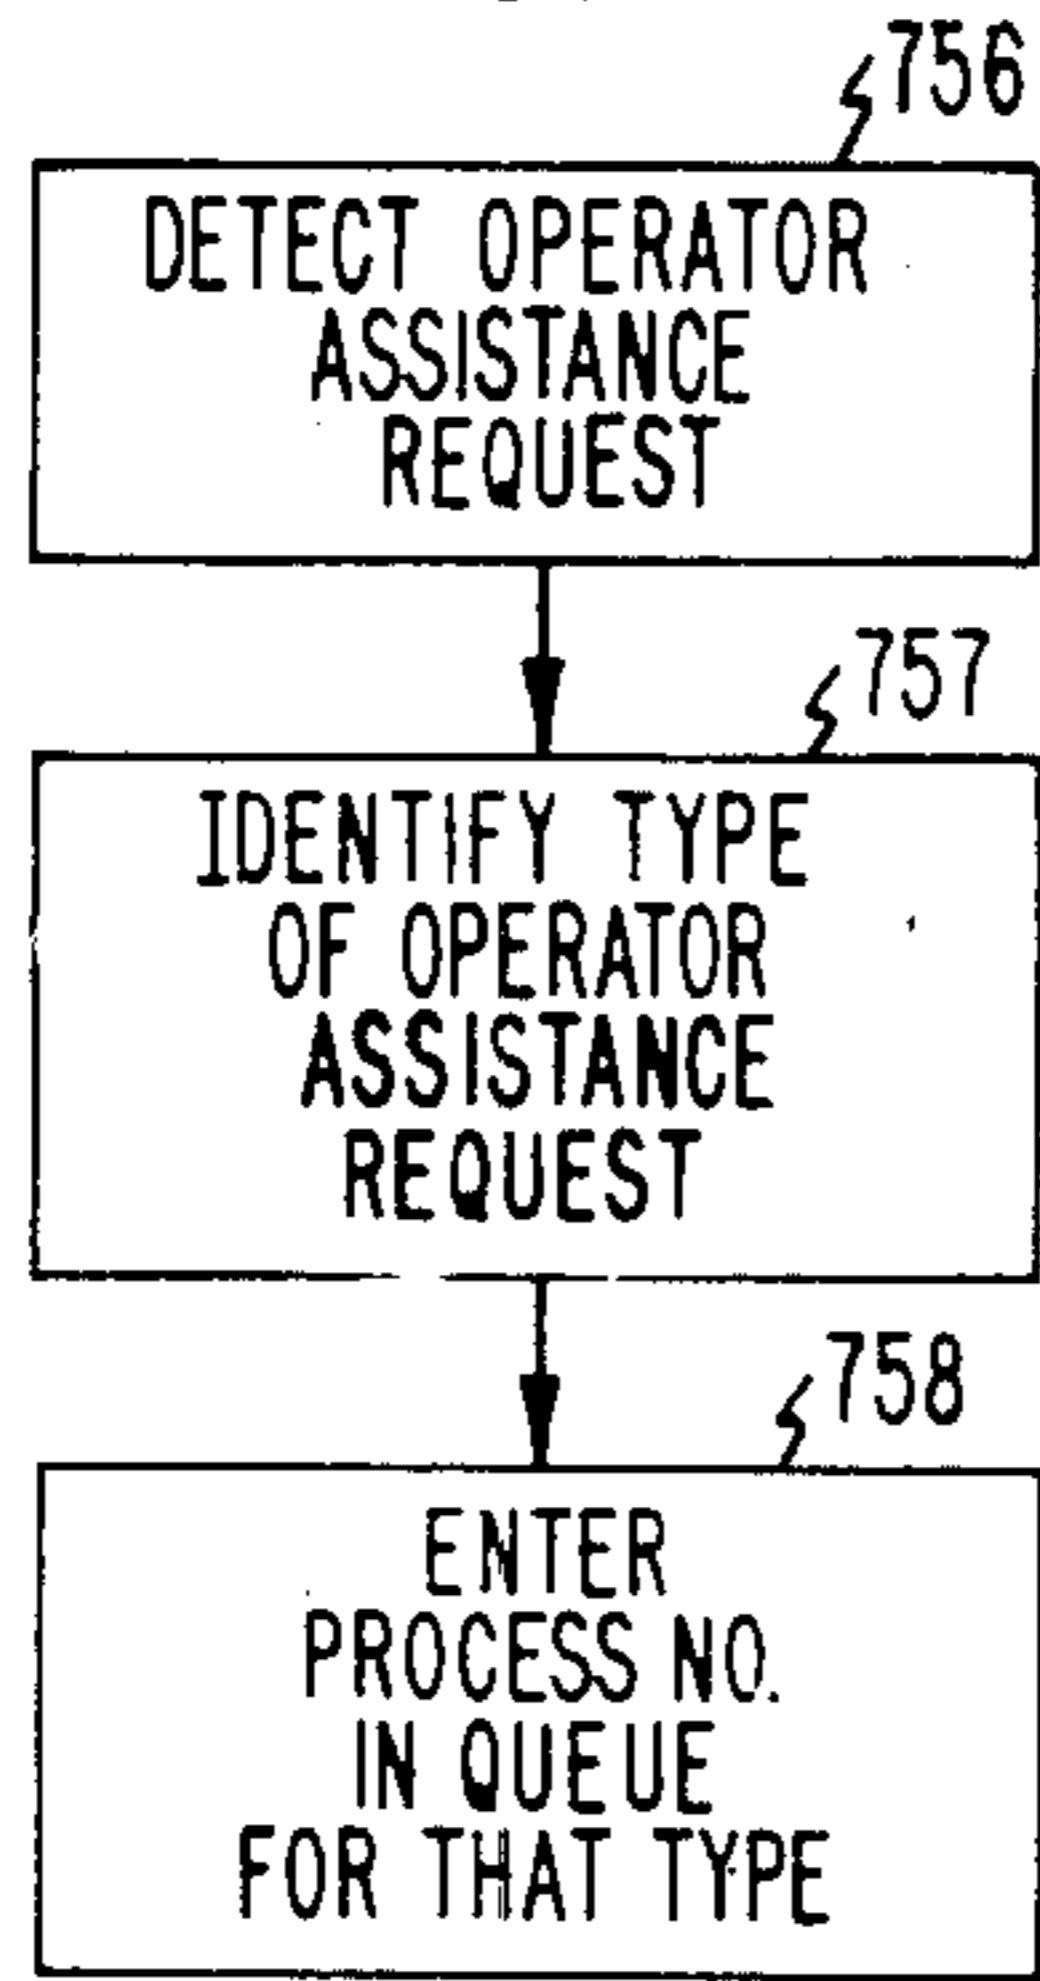 756
DETECT OPERATOR
ASSISTANCE
REQUEST
757
IDENTIFY TYPE
OF OPERATOR
ASSISTANCE
REQUEST
758
ENTER
PROCESS NO.
IN QUEUE
FOR THAT TYPE